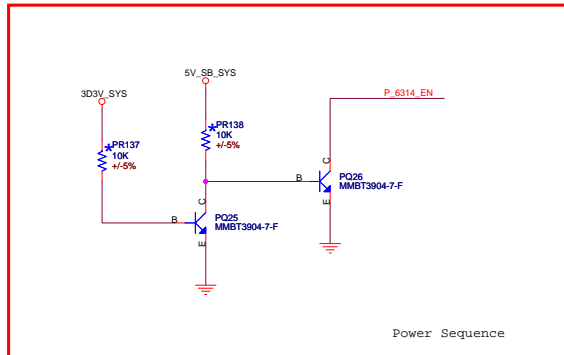 5V_SB_SYS
3D3V_SYS
P_6314_EN
*PR138
10K
+/-5%
*PR137
10K
+/-5%
C
B
PQ26
MMBT3904-7-F
E
C
B
PQ25
MMBT3904-7-F
E
Power Sequence